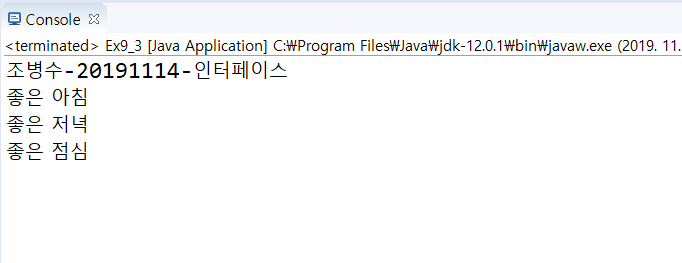 Console
<terminated> Ex9_3 [Java Application] C:₩Program Files₩Java₩jdk-12.0.1₩bin₩javaw.exe (2019. 11.
조병수-20191114-인터페이스
좋은 아침
좋은 저녁
좋은 점심